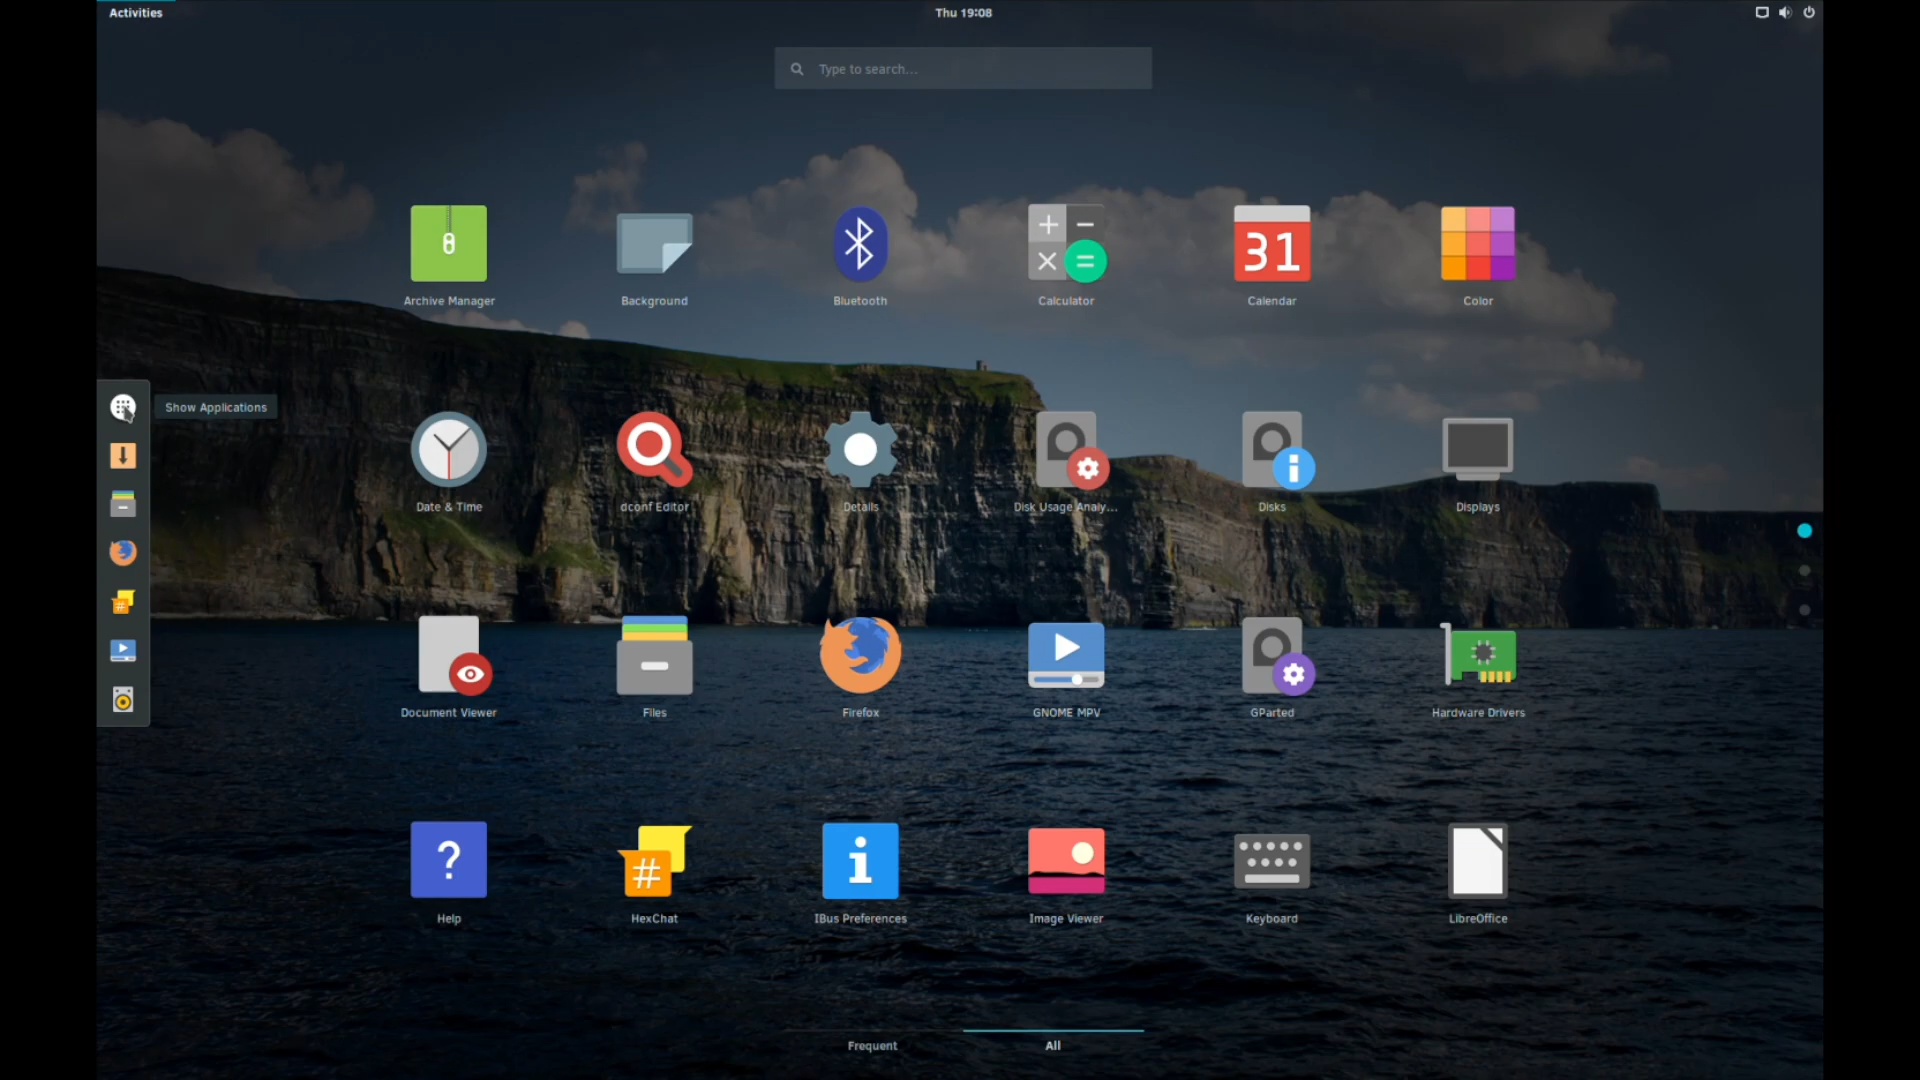 Activities
Thu 19:08
Type to search...
Archive Manager
Background
Bluetooth
Calculator
31
Calendar
Color
Show Applications
Date & Time
dconf Editor
Details
Disk Usage Analy...
Disks
Displays
Document Viewer
Files
Firefox
GNOME MPV
GParted
Hardware Drivers
Help
HexChat
IBus Preferences
Image Viewer
Keyboard
LibreOffice
Frequent
All